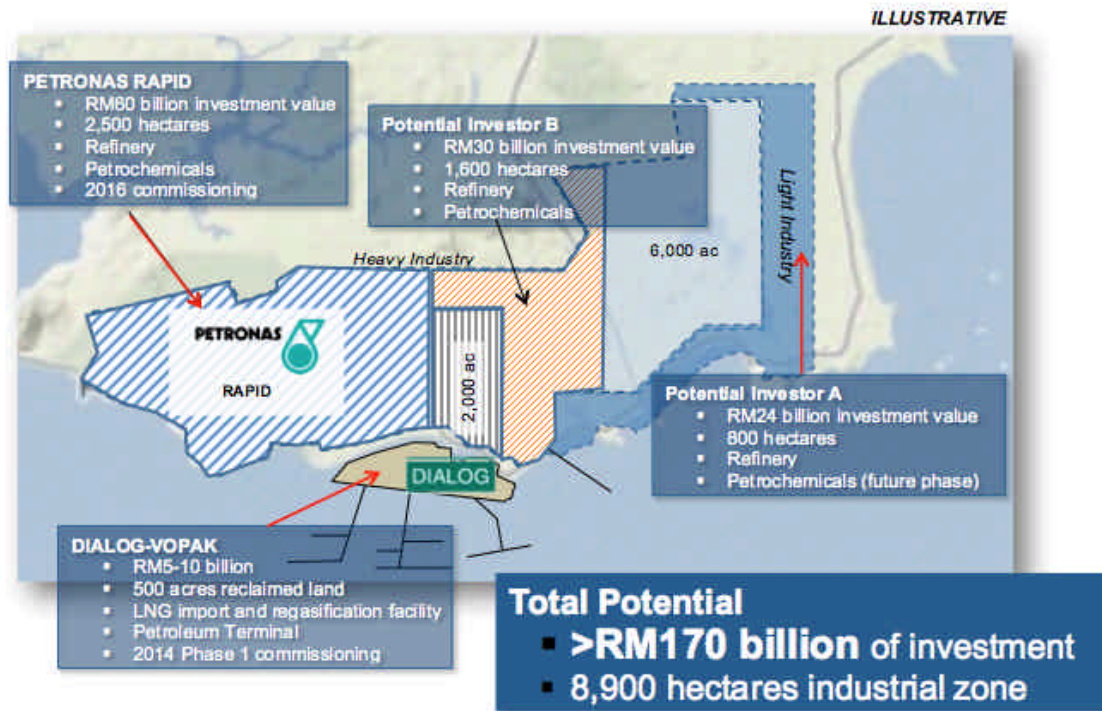 ILLUSTRATIVE
PETRONAS RAPID
▪ RM60 billion investment value
▪ 2,500 hectares
▪ Refinery
▪ Petrochemicals
▪ 2016 commissioning
Potential Investor B
▪ RM30 billion investment value
▪ 1,600 hectares
▪ Refinery
▪ Petrochemicals
Heavy Industry
6,000 ac
Light Industry
PETRONAS
RAPID
2,000 ac
DIALOG
Potential Investor A
▪ RM24 billion investment value
▪ 800 hectares
▪ Refinery
▪ Petrochemicals (future phase)
DIALOG-VOPAK
▪ RM5-10 billion
▪ 500 acres reclaimed land
▪ LNG import and regasification facility
▪ Petroleum Terminal
▪ 2014 Phase 1 commissioning
Total Potential
▪ >RM170 billion of investment
▪ 8,900 hectares industrial zone